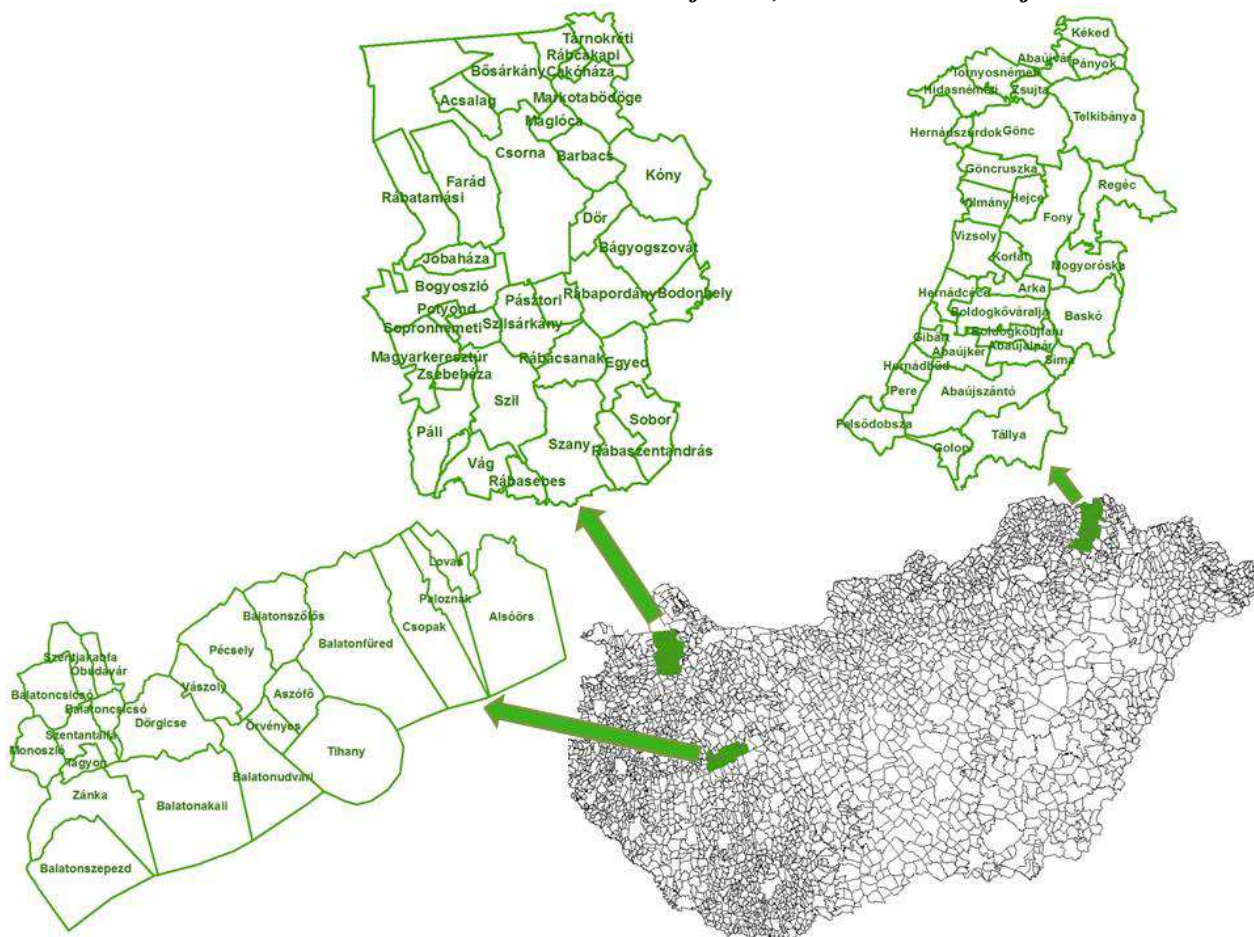 Tárnokréti
Rábcakapi
Bősárkány
Cakóháza
Acsalag
Markotabödöge
Maglóca
Csorna
Barbacs
Kóny
Farád
Rábatamási
Dör
Bágyogszovát
Jobaháza
Bogyoszló
Pásztori
Rábapordány
Bodonhely
Potyond
Szilsárkány
Sopronnémeti
Magyarkeresztúr
Rábacsanak
Egyed
Zsebeháza
Szil
Páli
Sobor
Szany
Rábaszentandrás
Vág
Rábasebes
Kéked
Abaújvár
Pányok
Tornyosnémeti
Hidasnémeti
Zsujta
Telkibánya
Hernádszurdok
Gönc
Göncruszka
Regéc
Vilmány
Hejce
Fony
Vizsoly
Korlát
Mogyoróska
Arka
Hernádcéce
Boldogkőváralja
Baskó
Gibárt
Boldogkőújfalu
Abaújkér
Abaújalpár
Sima
Hernádbűd
Pere
Abaújszántó
Felsődobsza
Tállya
Golop
Lovas
Paloznak
Alsóörs
Csopak
Balatonszőlős
Balatonfüred
Pécsely
Szentjakabfa
Óbudavár
Vászoly
Aszófő
Balatoncsicsó
Balatoncsicsó
Dörgicse
Örvényes
Szentantalfa
Monoszló
Tihany
Tagyon
Balatonudvari
Zánka
Balatonakali
Balatonszepezd